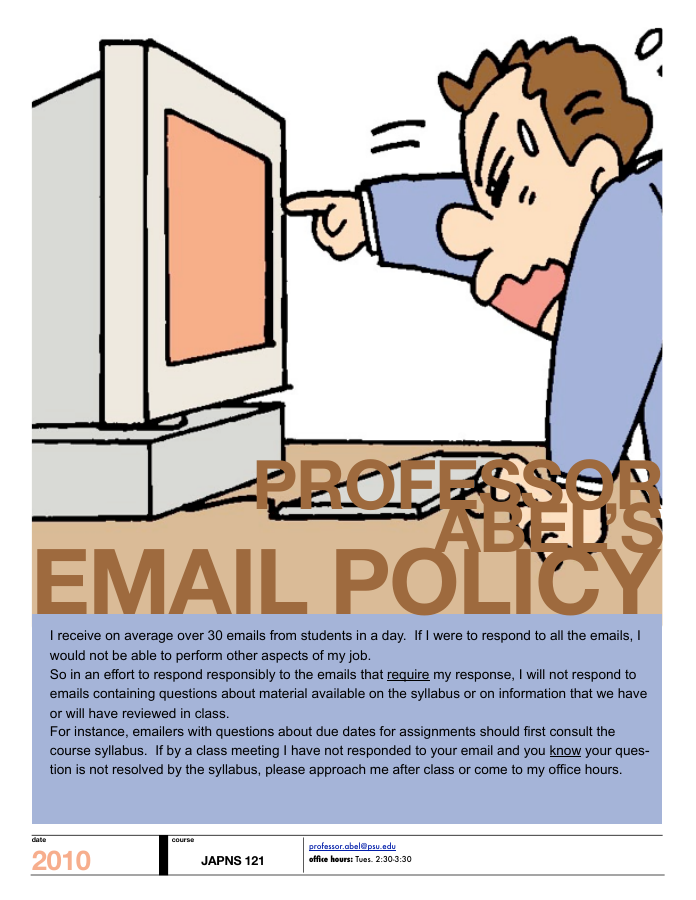 PROFESSOR
ABEL'S
EMAIL POLICY
I receive on average over 30 emails from students in a day.  If I were to respond to all the emails, I
would not be able to perform other aspects of my job.
So in an effort to respond responsibly to the emails that require my response, I will not respond to
emails containing questions about material available on the syllabus or on information that we have
or will have reviewed in class.
For instance, emailers with questions about due dates for assignments should first consult the
course syllabus.  If by a class meeting I have not responded to your email and you know your ques-
tion is not resolved by the syllabus, please approach me after class or come to my office hours.
date
2010
course
JAPNS 121
professor.abel@psu.edu
office hours: Tues. 2:30-3:30